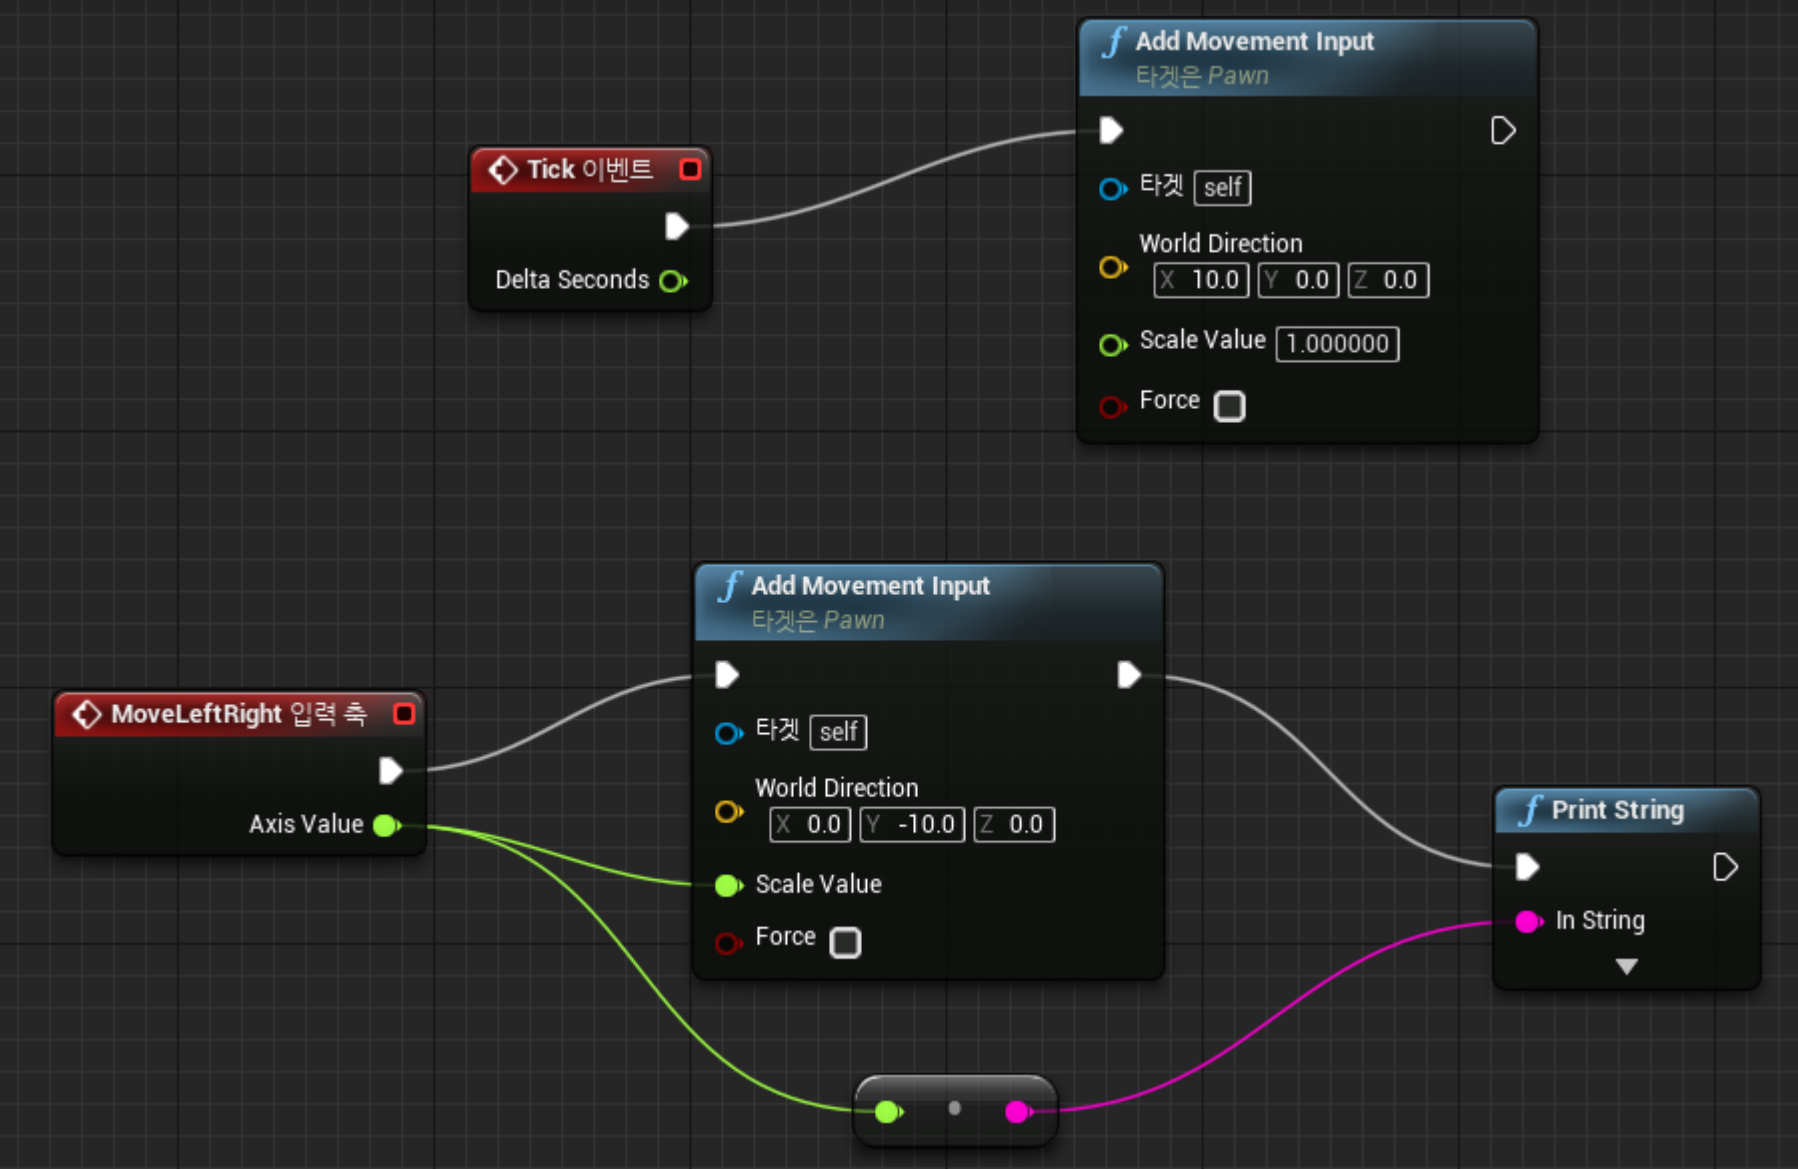 Add Movement Input
타겟은 Pawn
타겟 self
World Direction
X 10.0 Y 0.0 Z 0.0
Scale Value 1.000000
Force
Tick 이벤트
Delta Seconds
Add Movement Input
타겟은 Pawn
타겟 self
World Direction
X 0.0 Y -10.0 Z 0.0
Scale Value
Force
MoveLeftRight 입력 축
Axis Value
Print String
In String